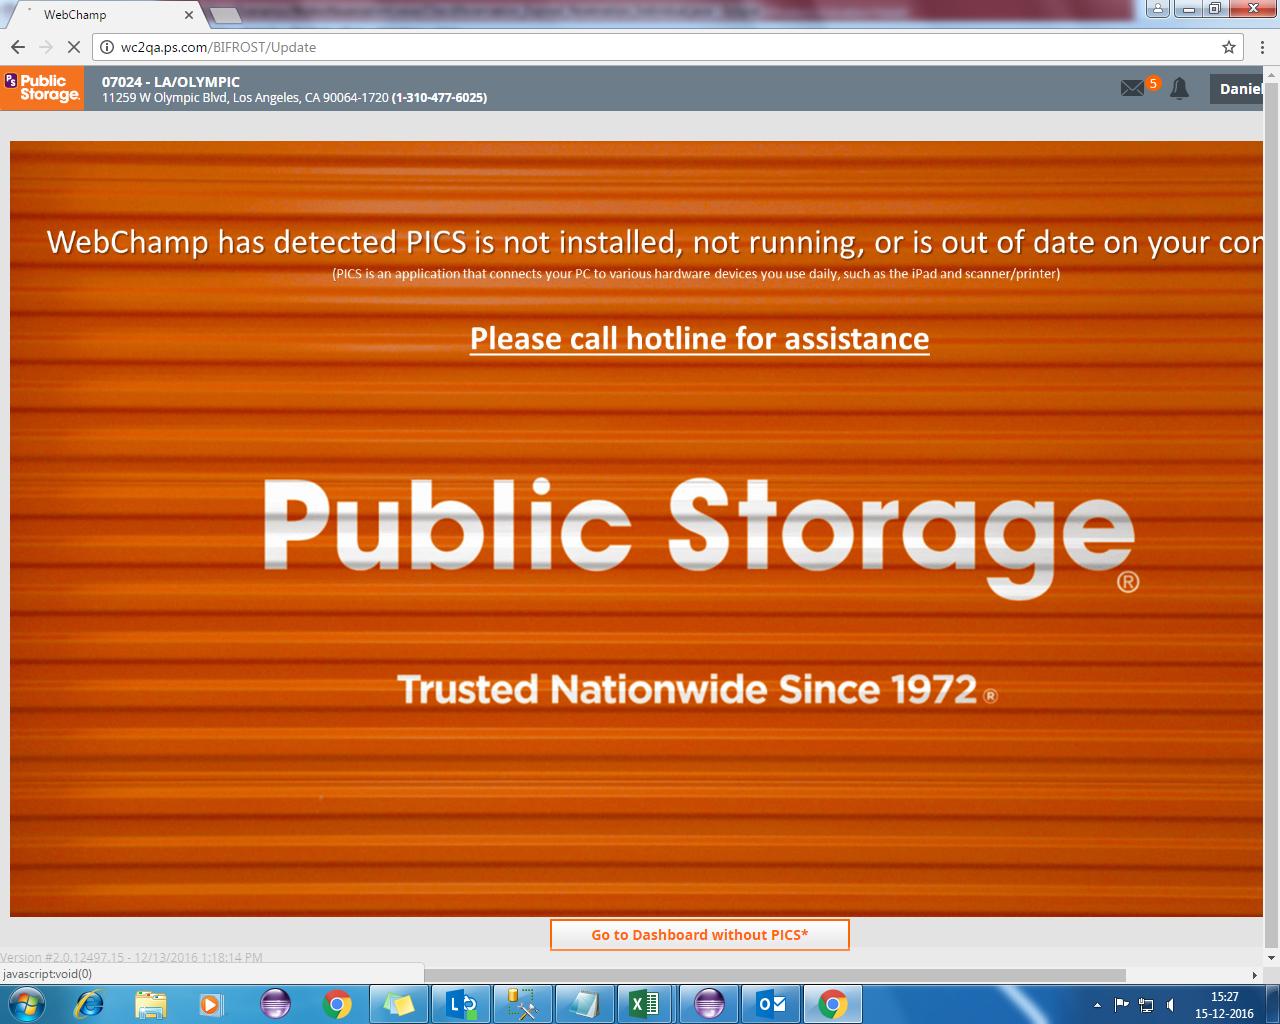 WebChamp
wc2qa.ps.com/BIFROST/Update
PS Public Storage.
07024 - LA/OLYMPIC
11259 W Olympic Blvd, Los Angeles, CA 90064-1720 (1-310-477-6025)
5
Daniel
WebChamp has detected PICS is not installed, not running, or is out of date on your con
(PICS is an application that connects your PC to various hardware devices you use daily, such as the iPad and scanner/printer)
Please call hotline for assistance
Public Storage®
Trusted Nationwide Since 1972®
Go to Dashboard without PICS*
Version #2.0.12497.15 - 12/13/2016 1:18:14 PM
javascript:void(0)
15:27
15-12-2016